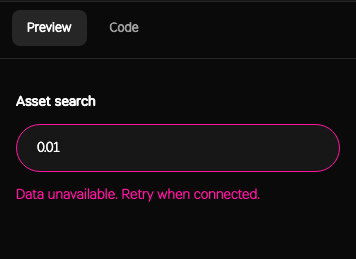 Preview
Code
Asset search
0.01
Data unavailable. Retry when connected.